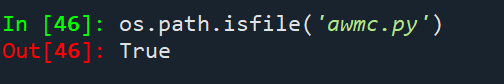 In [46]: os.path.isfile('awmc.py')
Out[46]: True